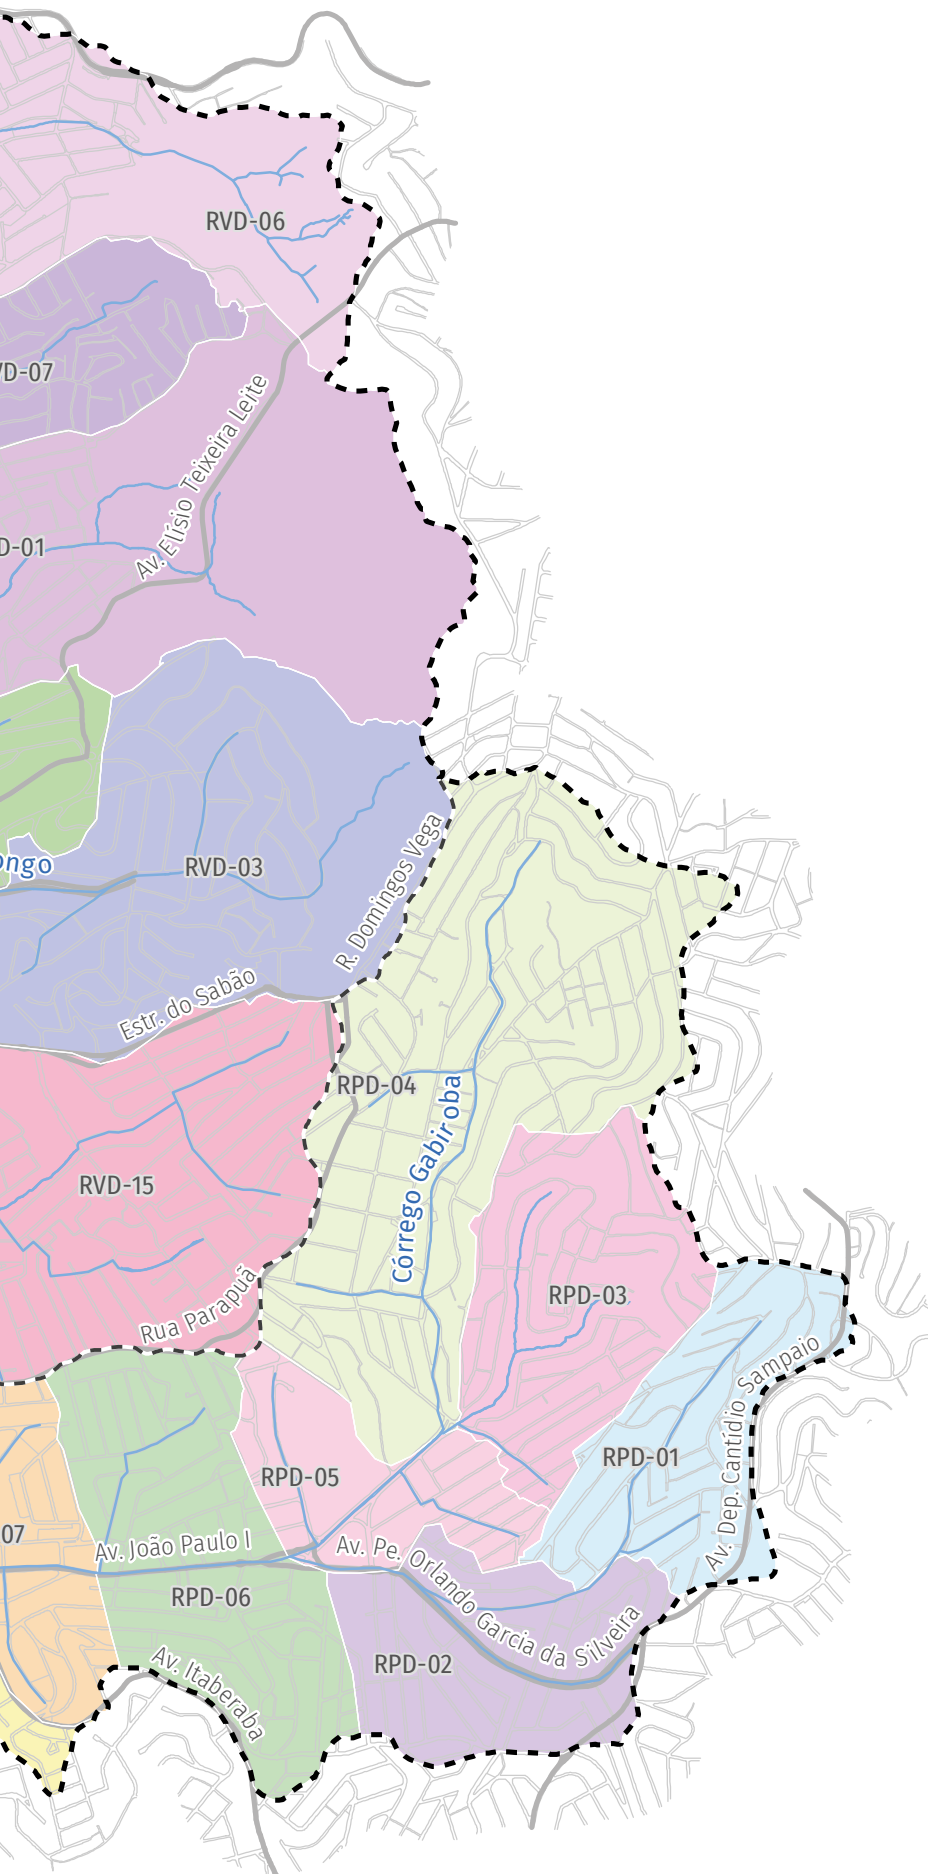 RVD-06
VD-07
Av. Elísio Teixeira Leite
D-01
ongo
RVD-03
R. Domingos Vega
Estr. do Sabão
RPD-04
Córrego Gabiroba
RVD-15
RPD-03
Rua Parapuã
Av. Dep. Cantídio Sampaio
RPD-01
RPD-05
07
Av. João Paulo I
Av. Pe. Orlando Garcia da Silveira
RPD-06
RPD-02
Av. Itaberaba